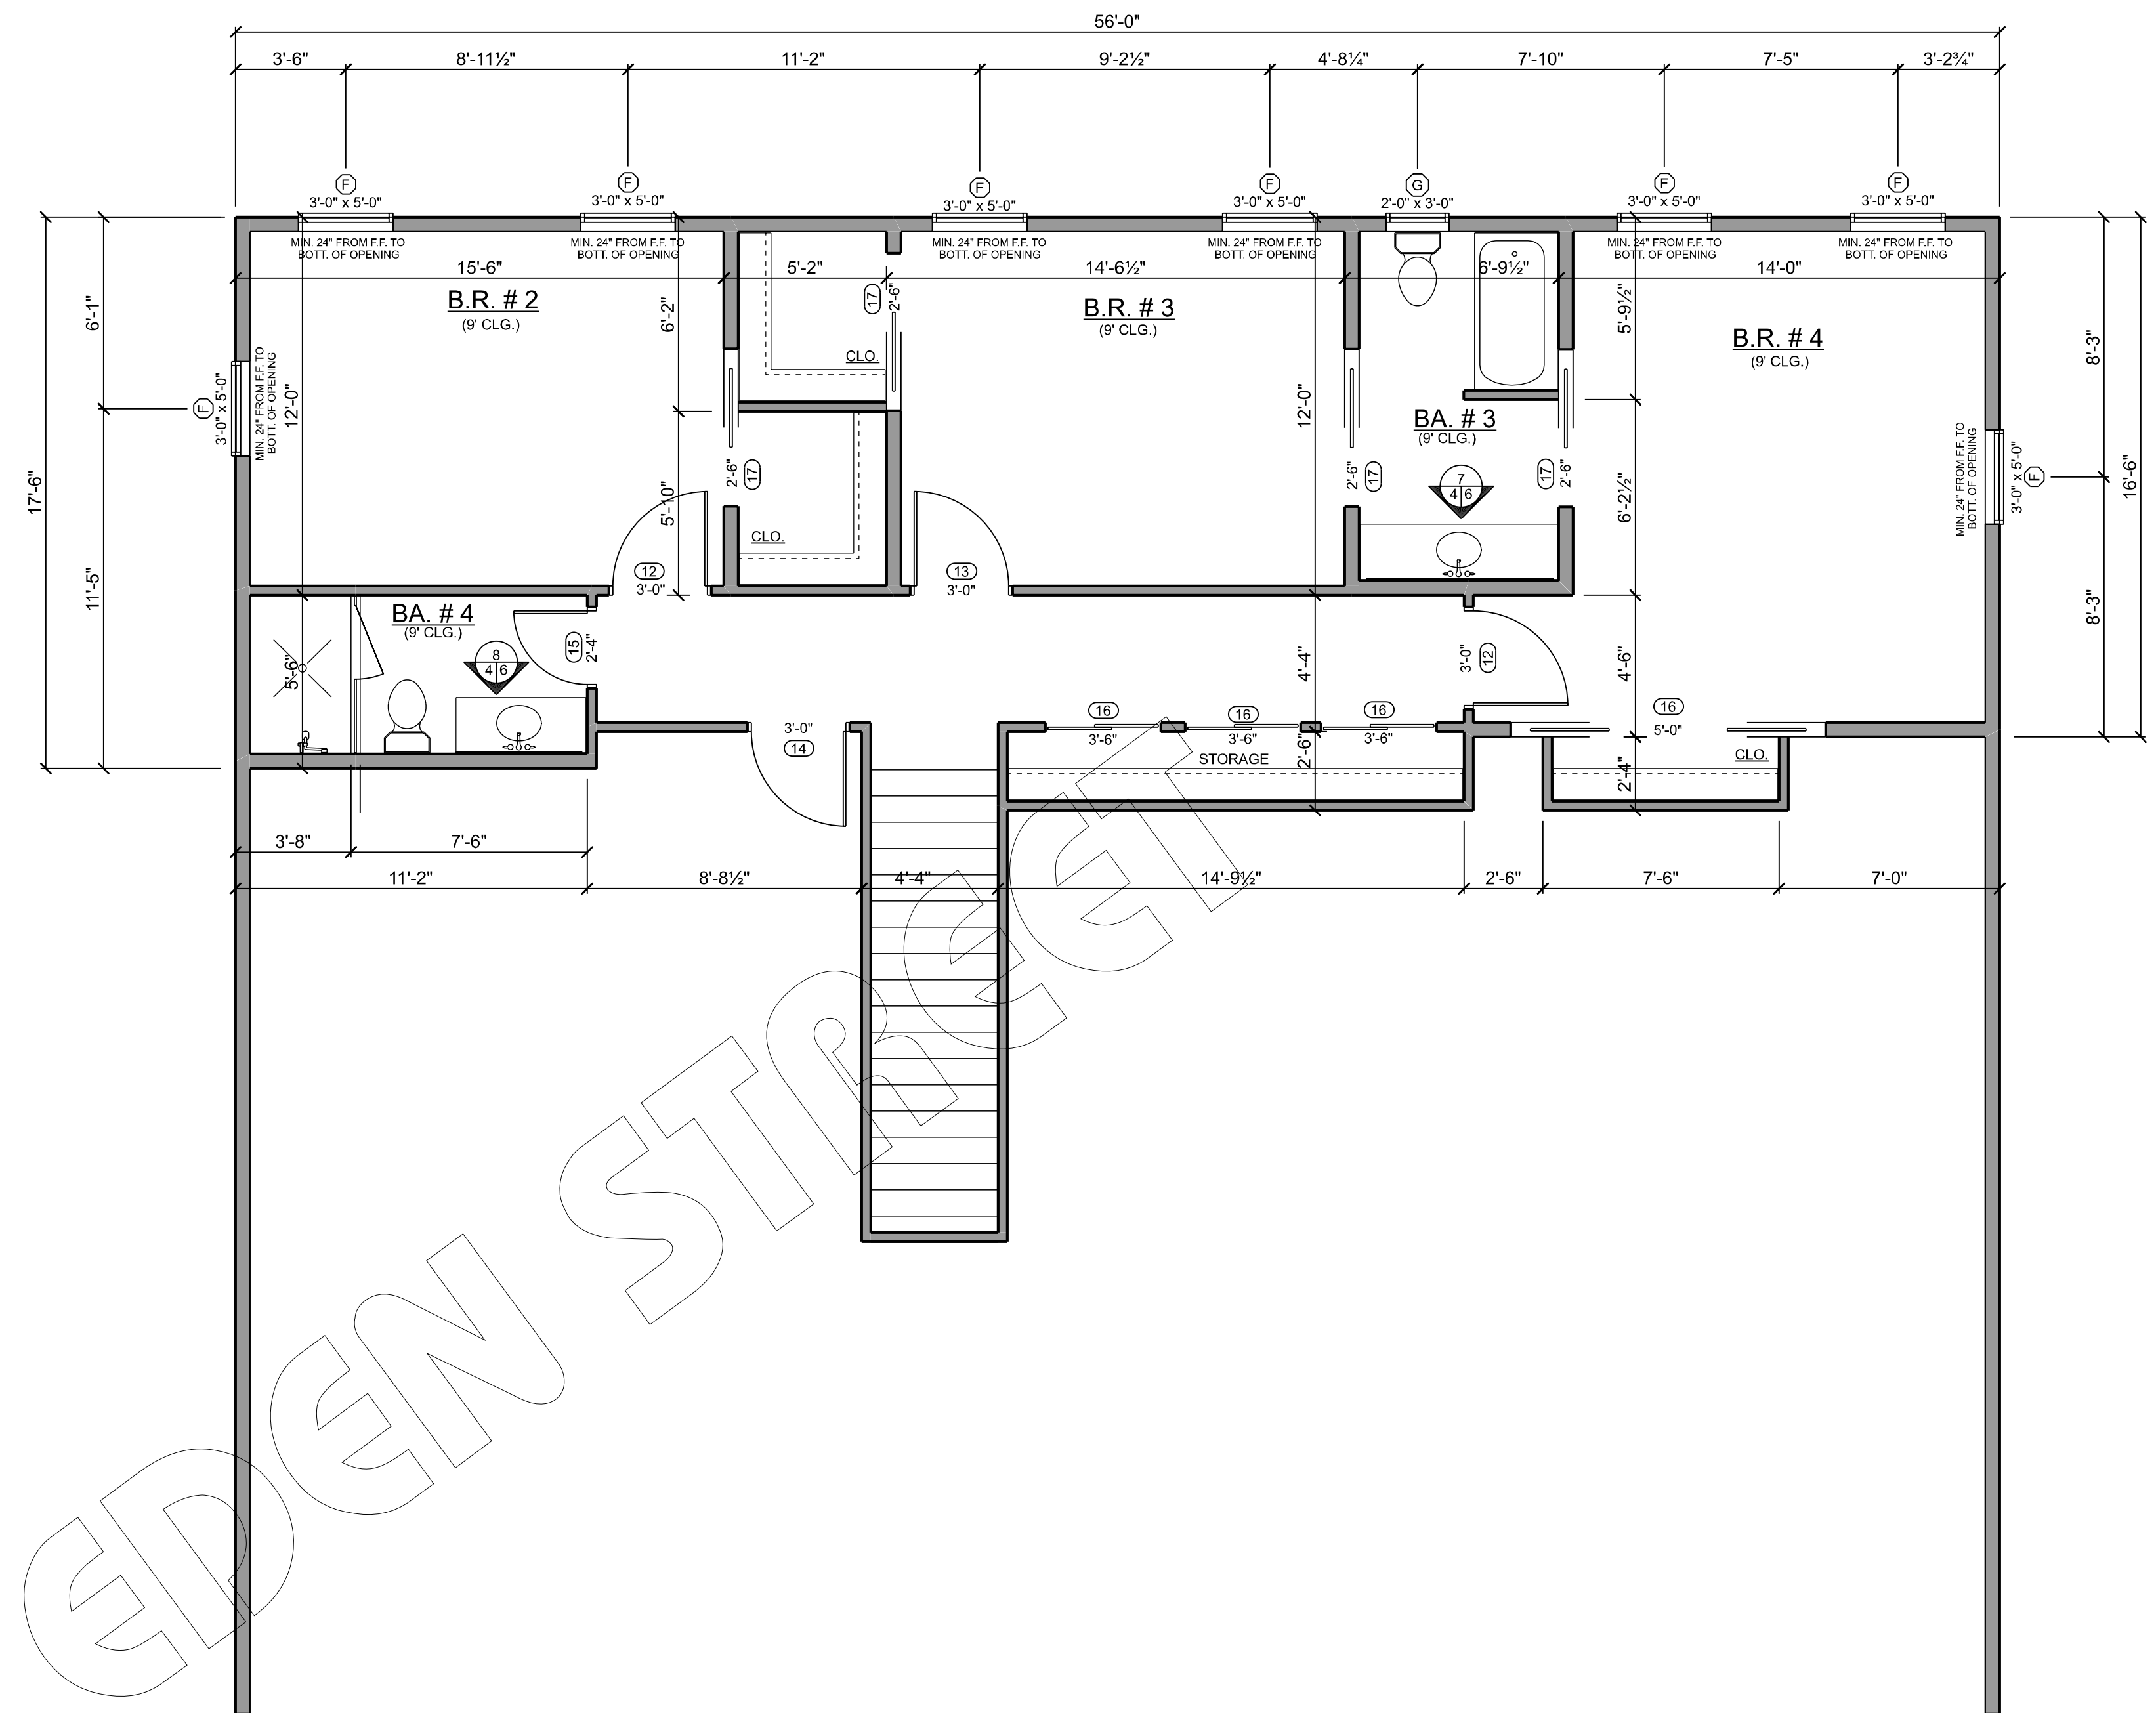 56'-0"
3'-6" 8'-11½" 11'-2" 9'-2½" 4'-8¼" 7'-10" 7'-5" 3'-2¾"
F F F F G F F
3'-0" x 5'-0" 3'-0" x 5'-0" 3'-0" x 5'-0" 3'-0" x 5'-0" 2'-0" x 3'-0" 3'-0" x 5'-0" 3'-0" x 5'-0"
MIN. 24" FROM F.F. TO
BOTT. OF OPENING
MIN. 24" FROM F.F. TO
BOTT. OF OPENING
MIN. 24" FROM F.F. TO
BOTT. OF OPENING
MIN. 24" FROM F.F. TO
BOTT. OF OPENING
MIN. 24" FROM F.F. TO
BOTT. OF OPENING
MIN. 24" FROM F.F. TO
BOTT. OF OPENING
15'-6" 5'-2" 14'-6½" 6'-9½" 14'-0"
17'-6"
6'-1"
11'-5"
F
3'-0" x 5'-0"
MIN. 24" FROM F.F. TO
BOTT. OF OPENING
12'-0"
B.R. # 2
(9' CLG.)
6'-2"
5'-10"
17
2'-6"
CLO.
2'-6"
17
CLO.
B.R. # 3
(9' CLG.)
12'-0"
BA. # 3
(9' CLG.)
2'-6"
17
7
4 6
17
2'-6"
5'-9½"
6'-2½"
B.R. # 4
(9' CLG.)
MIN. 24" FROM F.F. TO
BOTT. OF OPENING
3'-0" x 5'-0"
F
8'-3"
8'-3"
16'-6"
12
3'-0"
13
3'-0"
BA. # 4
(9' CLG.)
5'-6"
8
4 6
15
2'-4"
4'-4"
3'-0"
12
4'-6"
3'-0"
14
16
3'-6"
16
3'-6"
16
3'-6"
16
5'-0"
STORAGE
2'-6"
2'-4"
CLO.
3'-8" 7'-6"
11'-2" 8'-8½" 4'-4" 14'-9½" 2'-6" 7'-6" 7'-0"
EDEN STREET